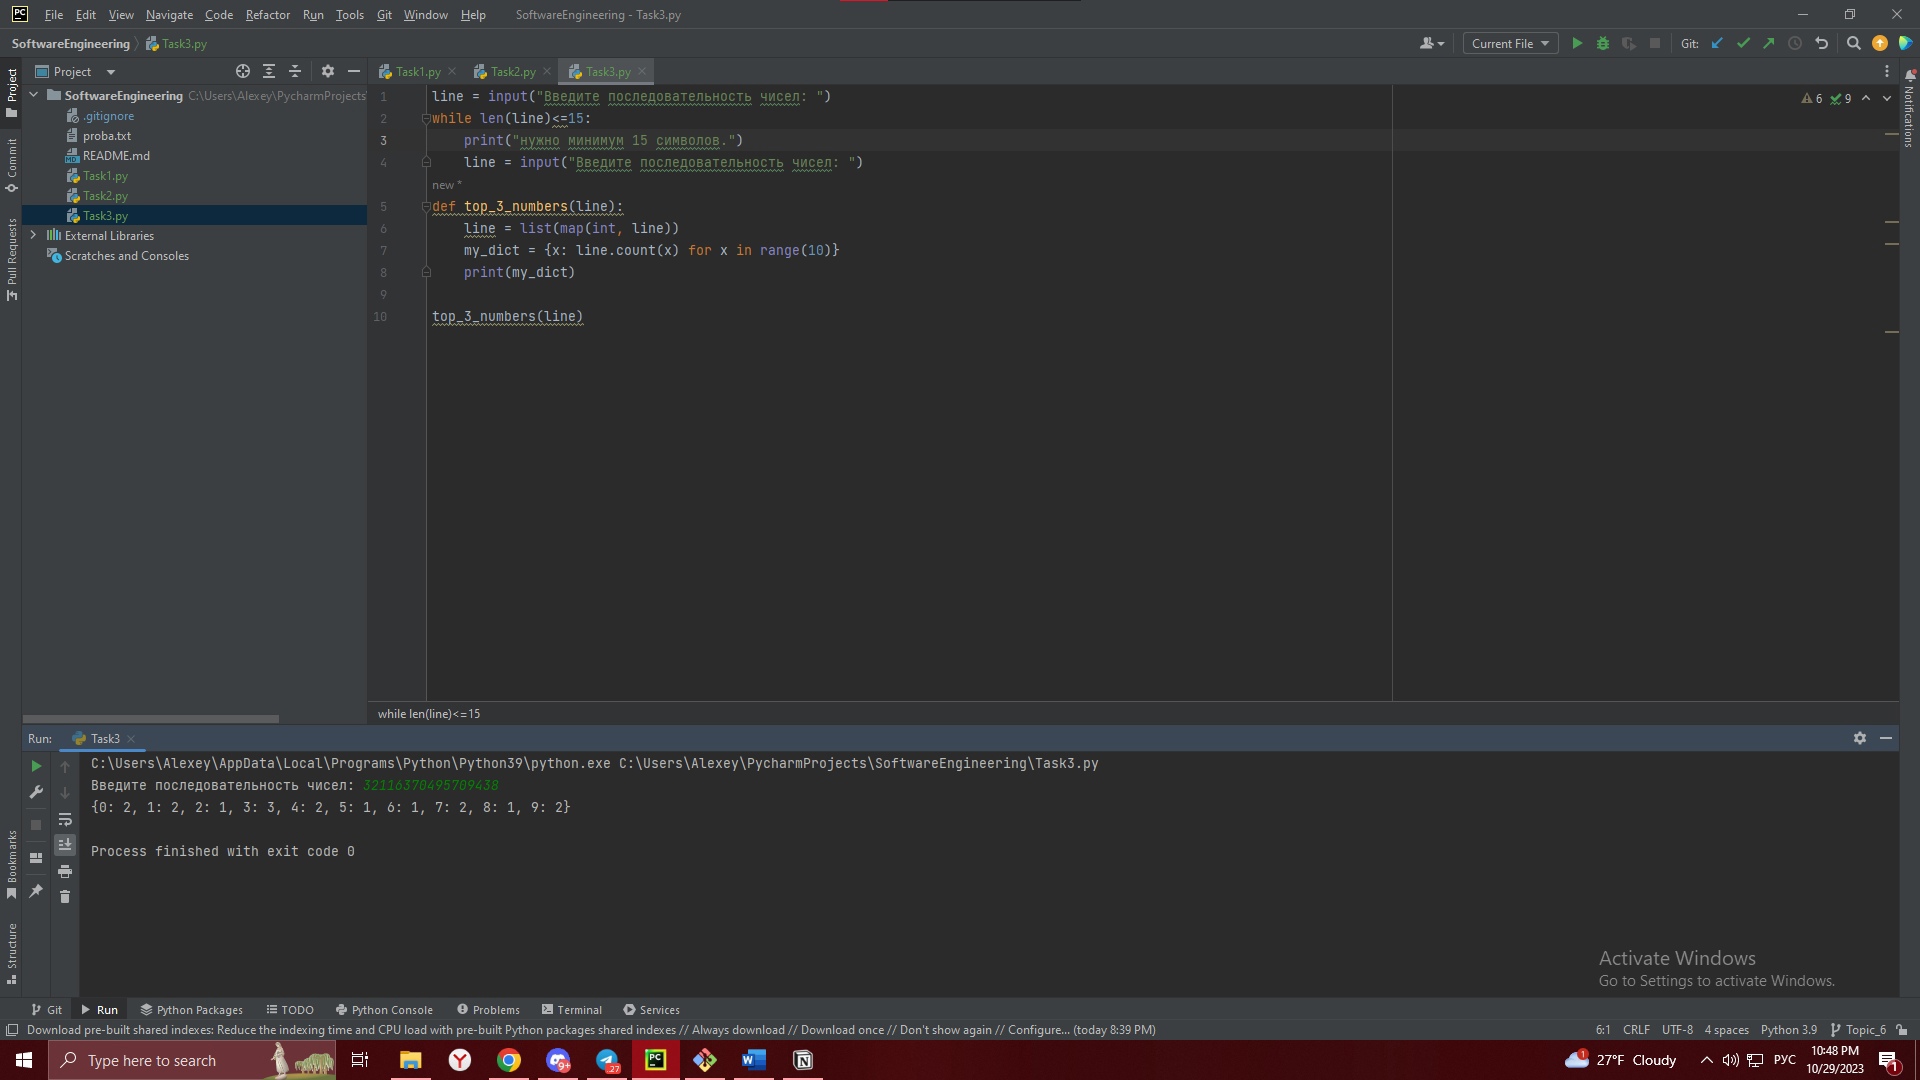 PC File Edit View Navigate Code Refactor Run Tools Git Window Help SoftwareEngineering - Task3.py
SoftwareEngineering Task3.py Current File Git:
Project Task1.py Task2.py Task3.py
SoftwareEngineering C:\Users\Alexey\PycharmProjects
.gitignore
proba.txt
README.md
Task1.py
Task2.py
Task3.py
External Libraries
Scratches and Consoles
Project
Commit
Pull Requests
Bookmarks
Structure
Notifications
6 9
1 line = input("Введите последовательность чисел: ")
2 while len(line)<=15:
3 print("нужно минимум 15 символов.")
4 line = input("Введите последовательность чисел: ")
new *
5 def top_3_numbers(line):
6 line = list(map(int, line))
7 my_dict = {x: line.count(x) for x in range(10)}
8 print(my_dict)
9
10 top_3_numbers(line)
while len(line)<=15
Run: Task3
C:\Users\Alexey\AppData\Local\Programs\Python\Python39\python.exe C:\Users\Alexey\PycharmProjects\SoftwareEngineering\Task3.py
Введите последовательность чисел: 32116370495709438
{0: 2, 1: 2, 2: 1, 3: 3, 4: 2, 5: 1, 6: 1, 7: 2, 8: 1, 9: 2}
Process finished with exit code 0
Activate Windows
Go to Settings to activate Windows.
Git Run Python Packages TODO Python Console Problems Terminal Services
Download pre-built shared indexes: Reduce the indexing time and CPU load with pre-built Python packages shared indexes // Always download // Download once // Don't show again // Configure... (today 8:39 PM) 6:1 CRLF UTF-8 4 spaces Python 3.9 Topic_6
Type here to search 9+ 27 PC 1 27°F Cloudy РУС 10:48 PM 1
10/29/2023